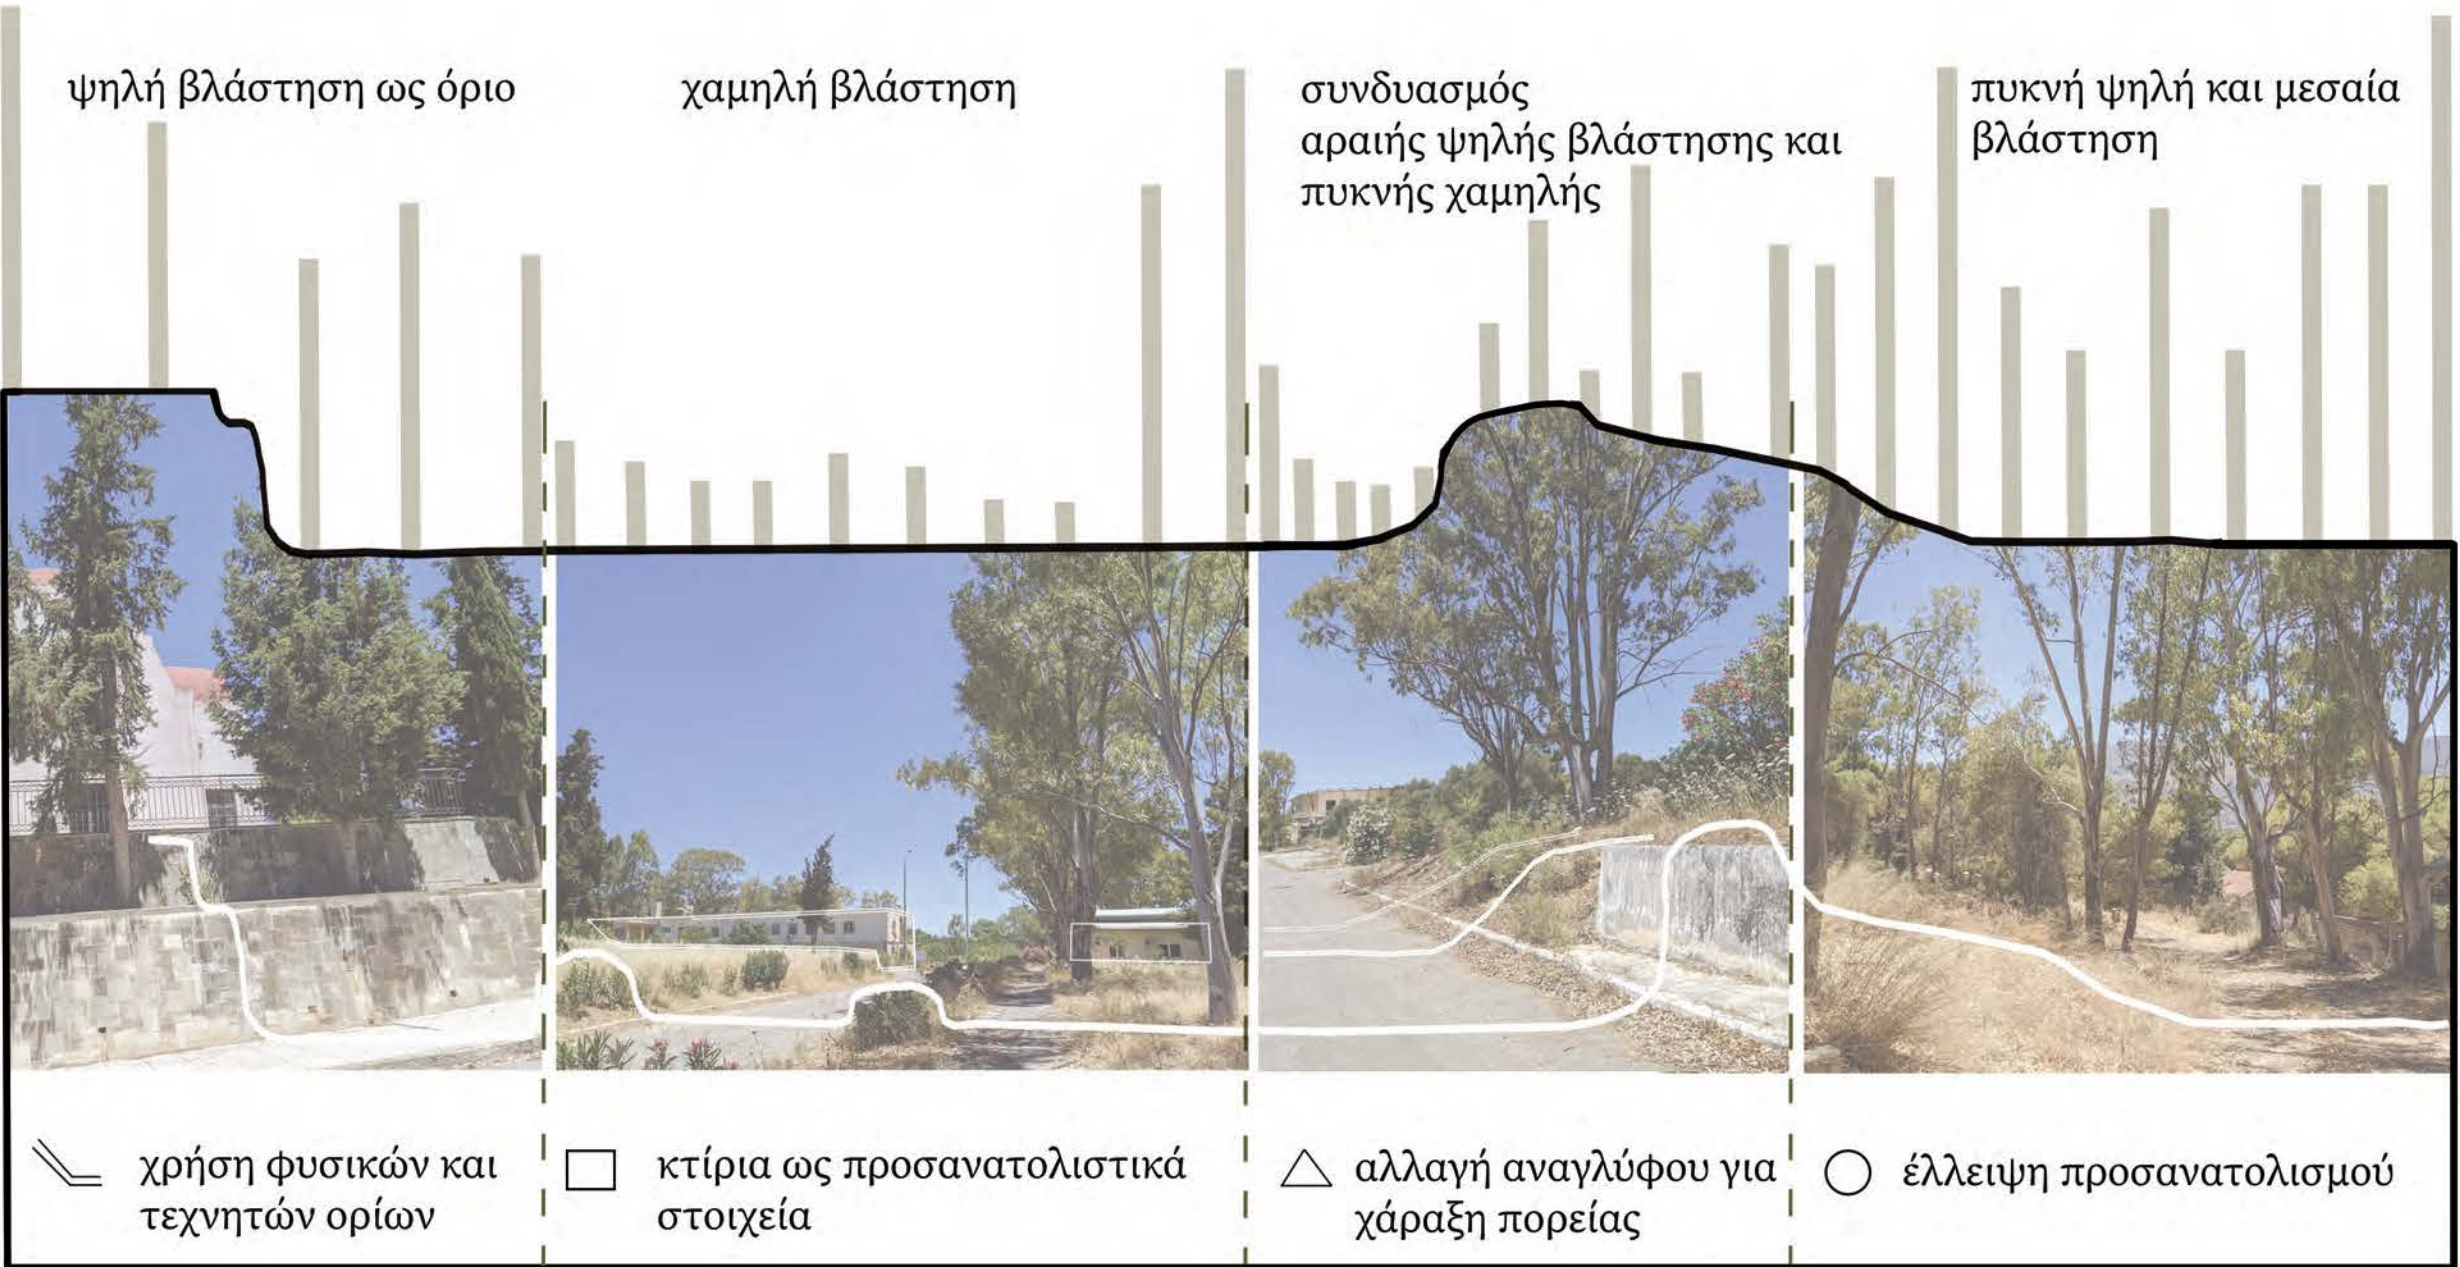 ψηλή βλάστηση ως όριο
χαμηλή βλάστηση
συνδυασμός
αραιής ψηλής βλάστησης και
πυκνής χαμηλής
πυκνή ψηλή και μεσαία
βλάστηση
χρήση φυσικών και
τεχνητών ορίων
κτίρια ως προσανατολιστικά
στοιχεία
αλλαγή αναγλύφου για
χάραξη πορείας
έλλειψη προσανατολισμού